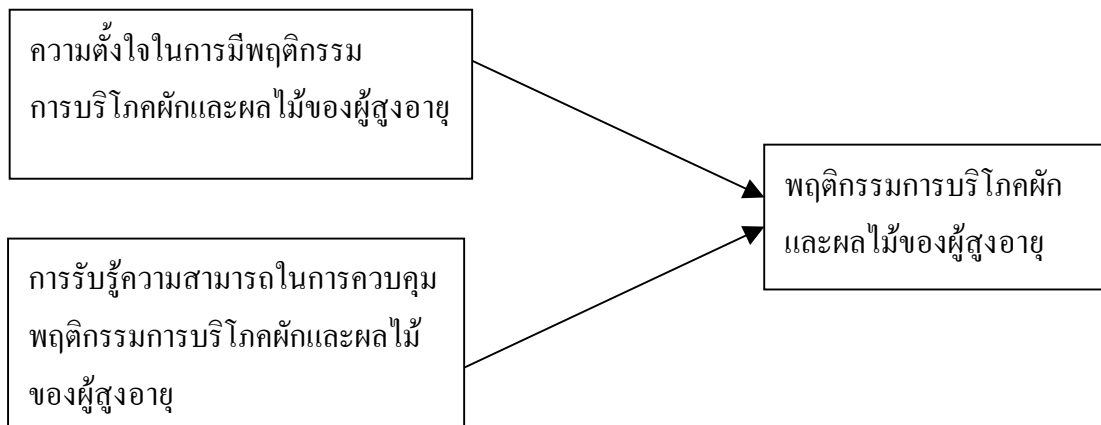 ความตั้งใจในการมีพฤติกรรม
การบริโภคผักและผลไม้ของผู้สูงอายุ
พฤติกรรมการบริโภคผัก
และผลไม้ของผู้สูงอายุ
การรับรู้ความสามารถในการควบคุม
พฤติกรรมการบริโภคผักและผลไม้
ของผู้สูงอายุ